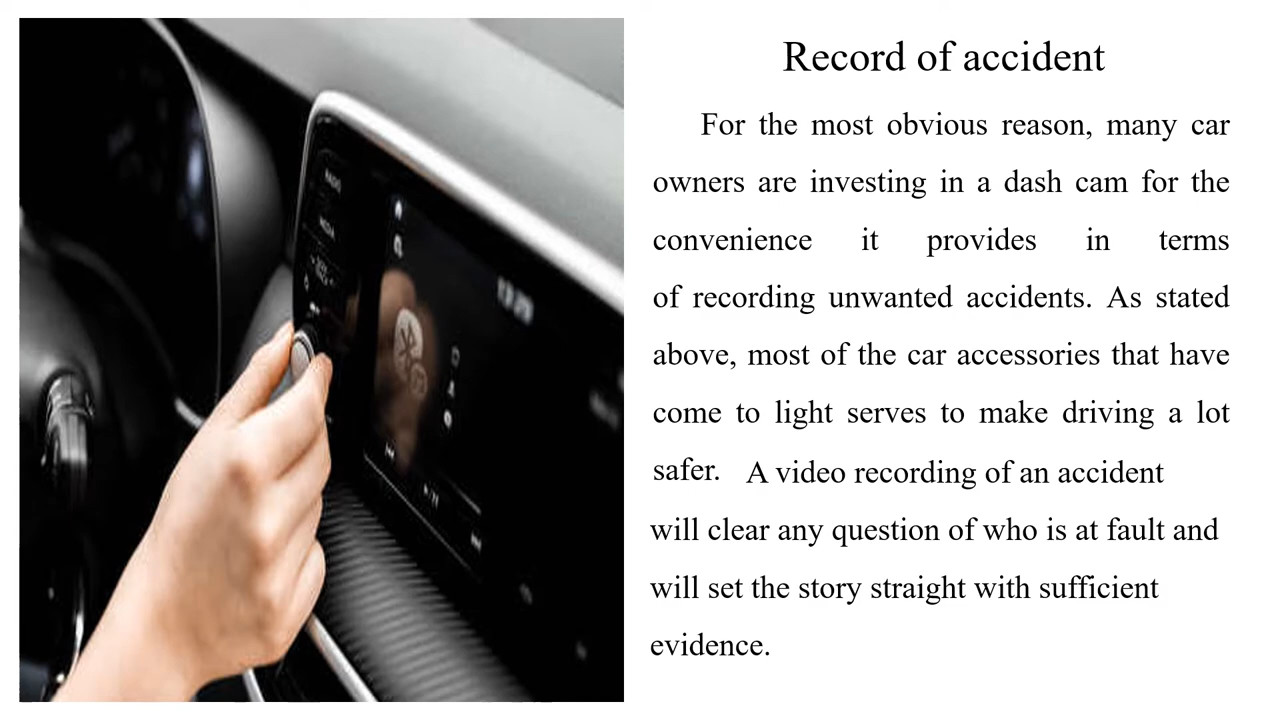 Record of accident
For the most obvious reason, many car
owners are investing in a dash cam for the
convenience it provides in terms
of recording unwanted accidents. As stated
above, most of the car accessories that have
come to light serves to make driving a lot
safer. A video recording of an accident
will clear any question of who is at fault and
will set the story straight with sufficient
evidence.
RADIO
MEDIA